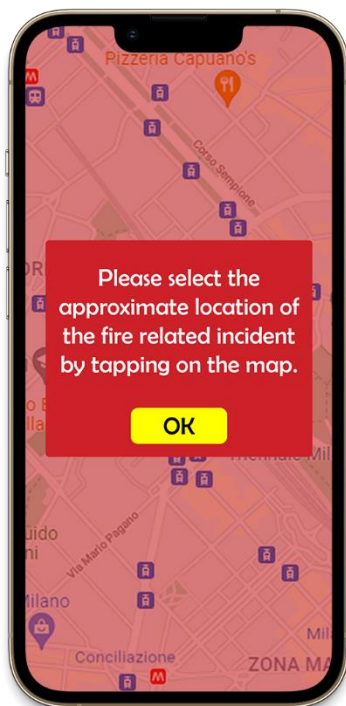 Pizzeria Capuano's
M
Corso Sempione
Please select the
approximate location of
the fire related incident
by tapping on the map.
OK
Via Mario Pagano
Milano
Mil
Conciliazione
M
ZONA MA